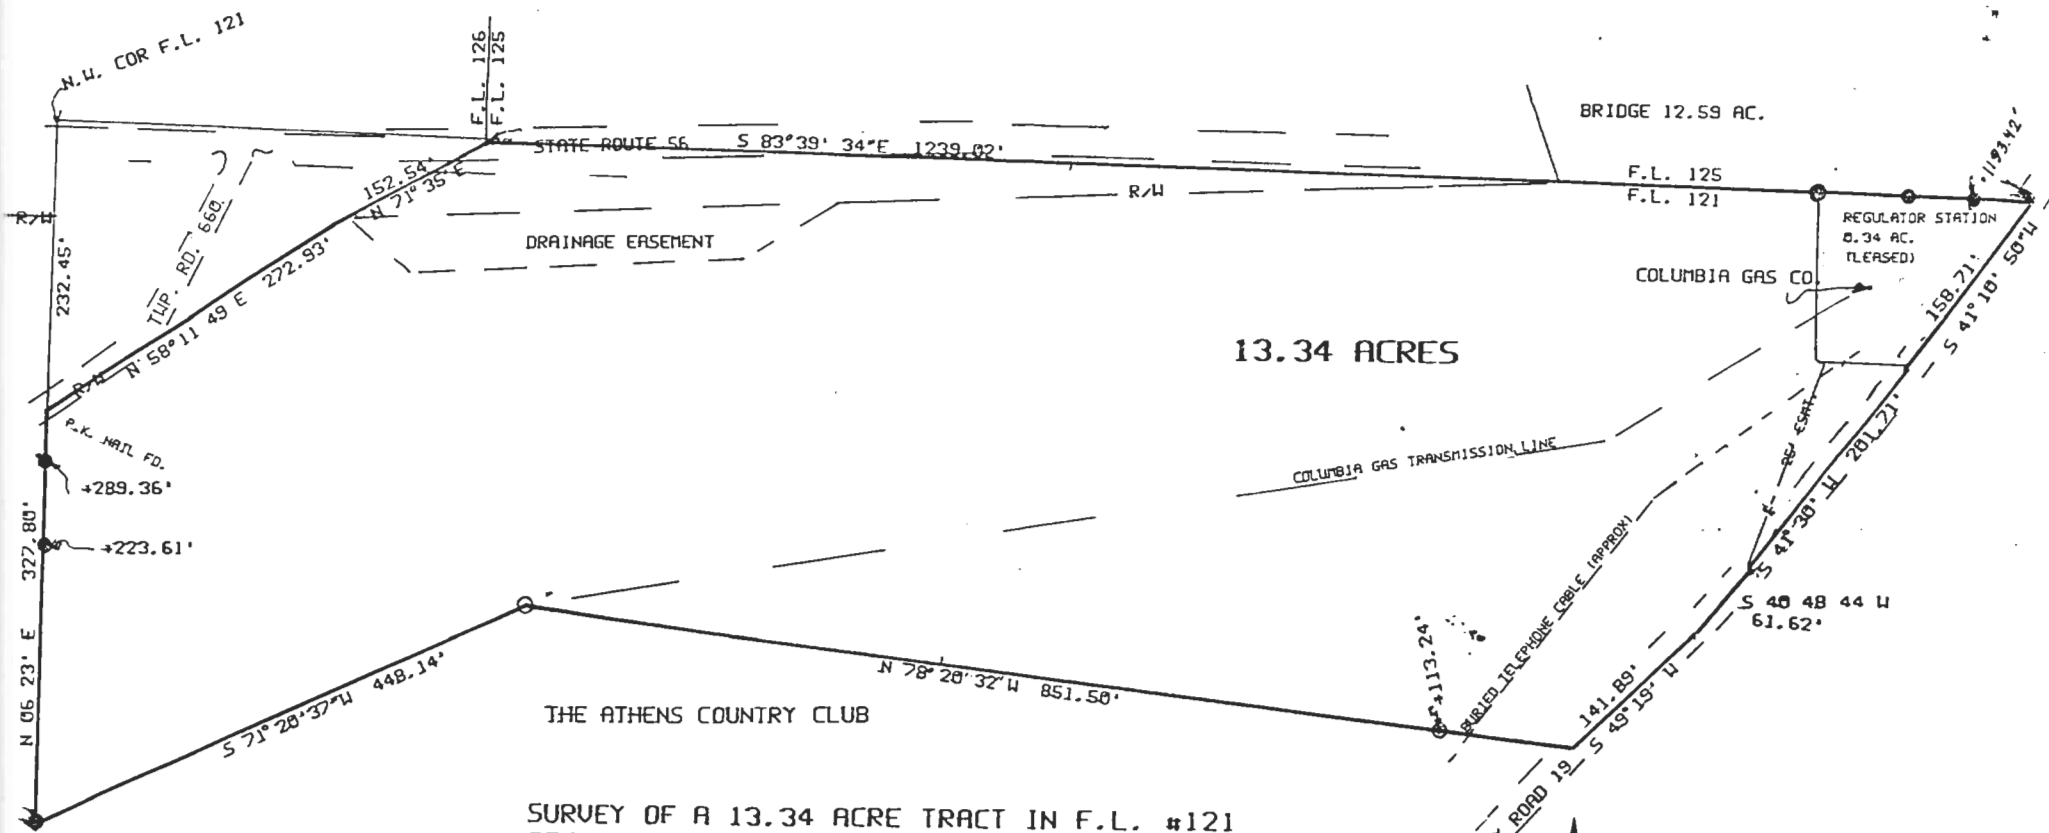 N.W. COR F.L. 121
F.L. 126
F.L. 125
BRIDGE 12.59 AC.
1193.42'
STATE ROUTE 56
S 83°39' 34"E 1239.02'
F.L. 125
F.L. 121
R/W
R/W
152.54'
N 71° 35' E
REGULATOR STATION
0.34 AC.
(LEASED)
DRAINAGE EASEMENT
TWP. RD. 660
232.45'
COLUMBIA GAS CO.
158.71'
S 41° 10' 50"W
N 58°11 49 E 272.93'
13.34 ACRES
R/W
P.K. NAIL FD.
+289.36'
+223.61'
COLUMBIA GAS TRANSMISSION LINE
25' ESMT.
201.71'
S 41° 30' W
N 06 23' E 327.80'
BURIED TELEPHONE CABLE (APPROX)
S 40 48 44 W
61.62'
+113.24'
S 71° 20' 37"W 448.14'
N 78° 20' 32"W 851.50'
141.89'
S 49° 19' W
THE ATHENS COUNTRY CLUB
ROAD 19
SURVEY OF A 13.34 ACRE TRACT IN F.L. #121